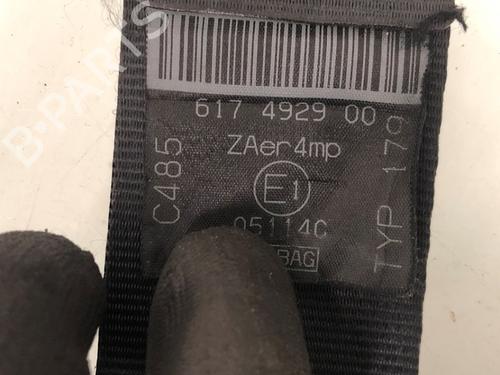 617 4929 00
ZAer4mp
E1
05114C
BAG
C485
TYP 179
B-PARTS